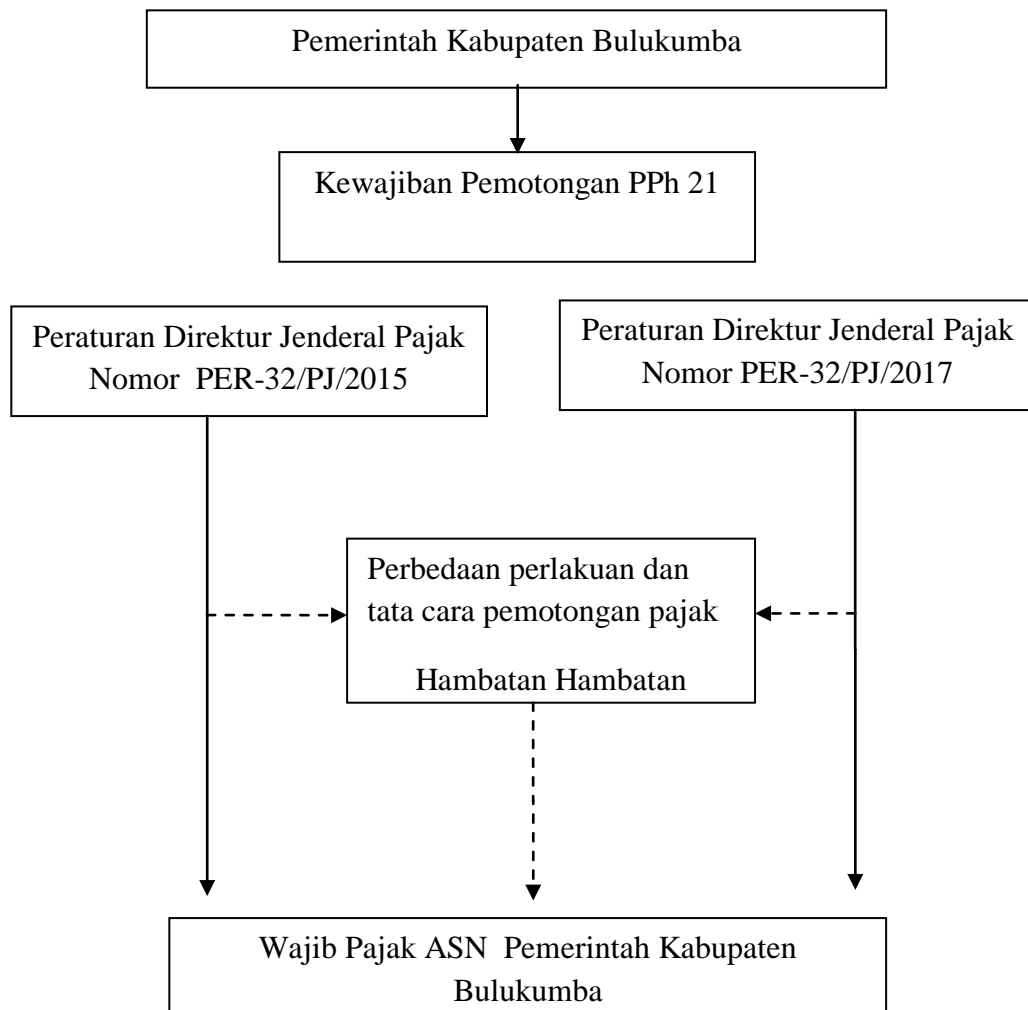 Pemerintah Kabupaten Bulukumba
Kewajiban Pemotongan PPh 21
Peraturan Direktur Jenderal Pajak
Nomor PER-32/PJ/2015
Peraturan Direktur Jenderal Pajak
Nomor PER-32/PJ/2017
Perbedaan perlakuan dan
tata cara pemotongan pajak
Hambatan Hambatan
Wajib Pajak ASN Pemerintah Kabupaten
Bulukumba